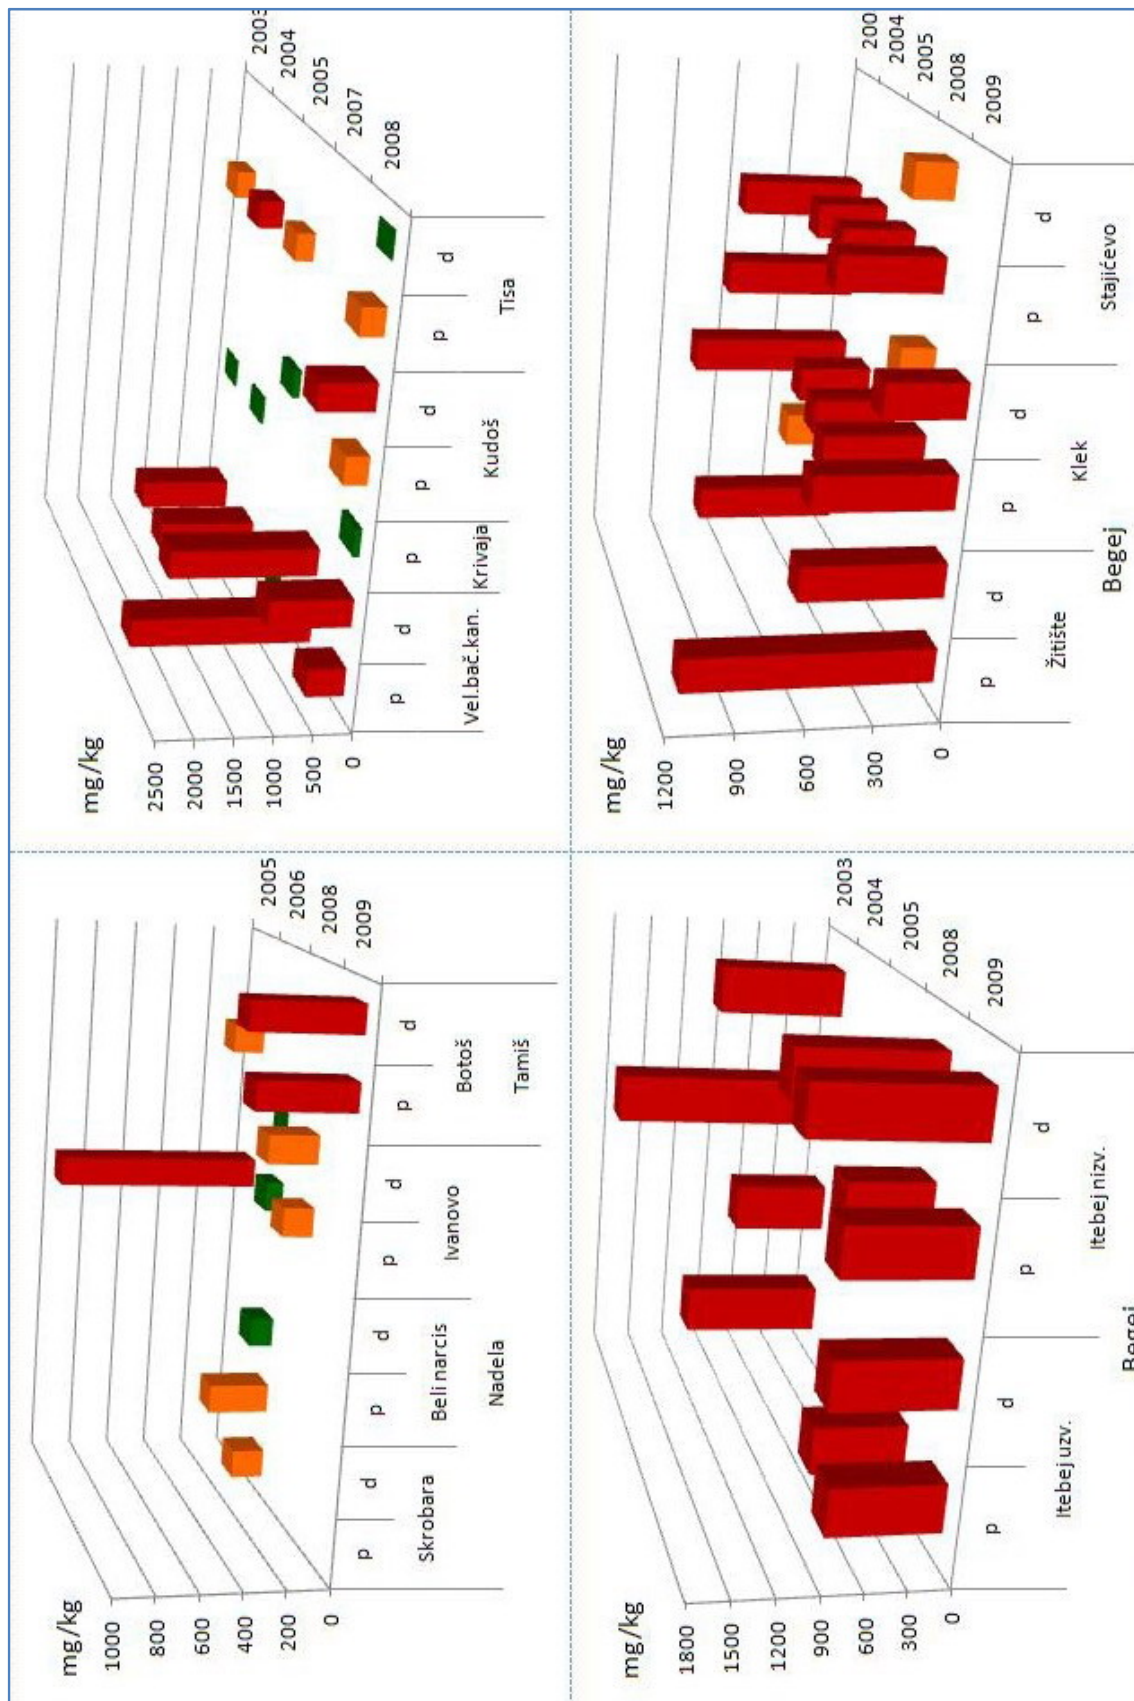 mg/kg
1000
800
600
400
200
0
2005
2006
2008
2009
p
d
p
d
p
d
p
d
Skrobara
Beli narcis
Ivanovo
Botoš
Nadela
Tamiš
mg/kg
2500
2000
1500
1000
500
0
2003
2004
2005
2007
2008
p
d
p
p
d
p
d
Vel.bač.kan.
Krivaja
Kudoš
Tisa
mg/kg
1800
1500
1200
900
600
300
0
2003
2004
2005
2008
2009
p
d
p
d
Itebej uzv.
Itebej nizv.
Begej
mg/kg
1200
900
600
300
0
200
2004
2005
2008
2009
p
d
p
d
p
d
Žitište
Klek
Stajićevo
Begej